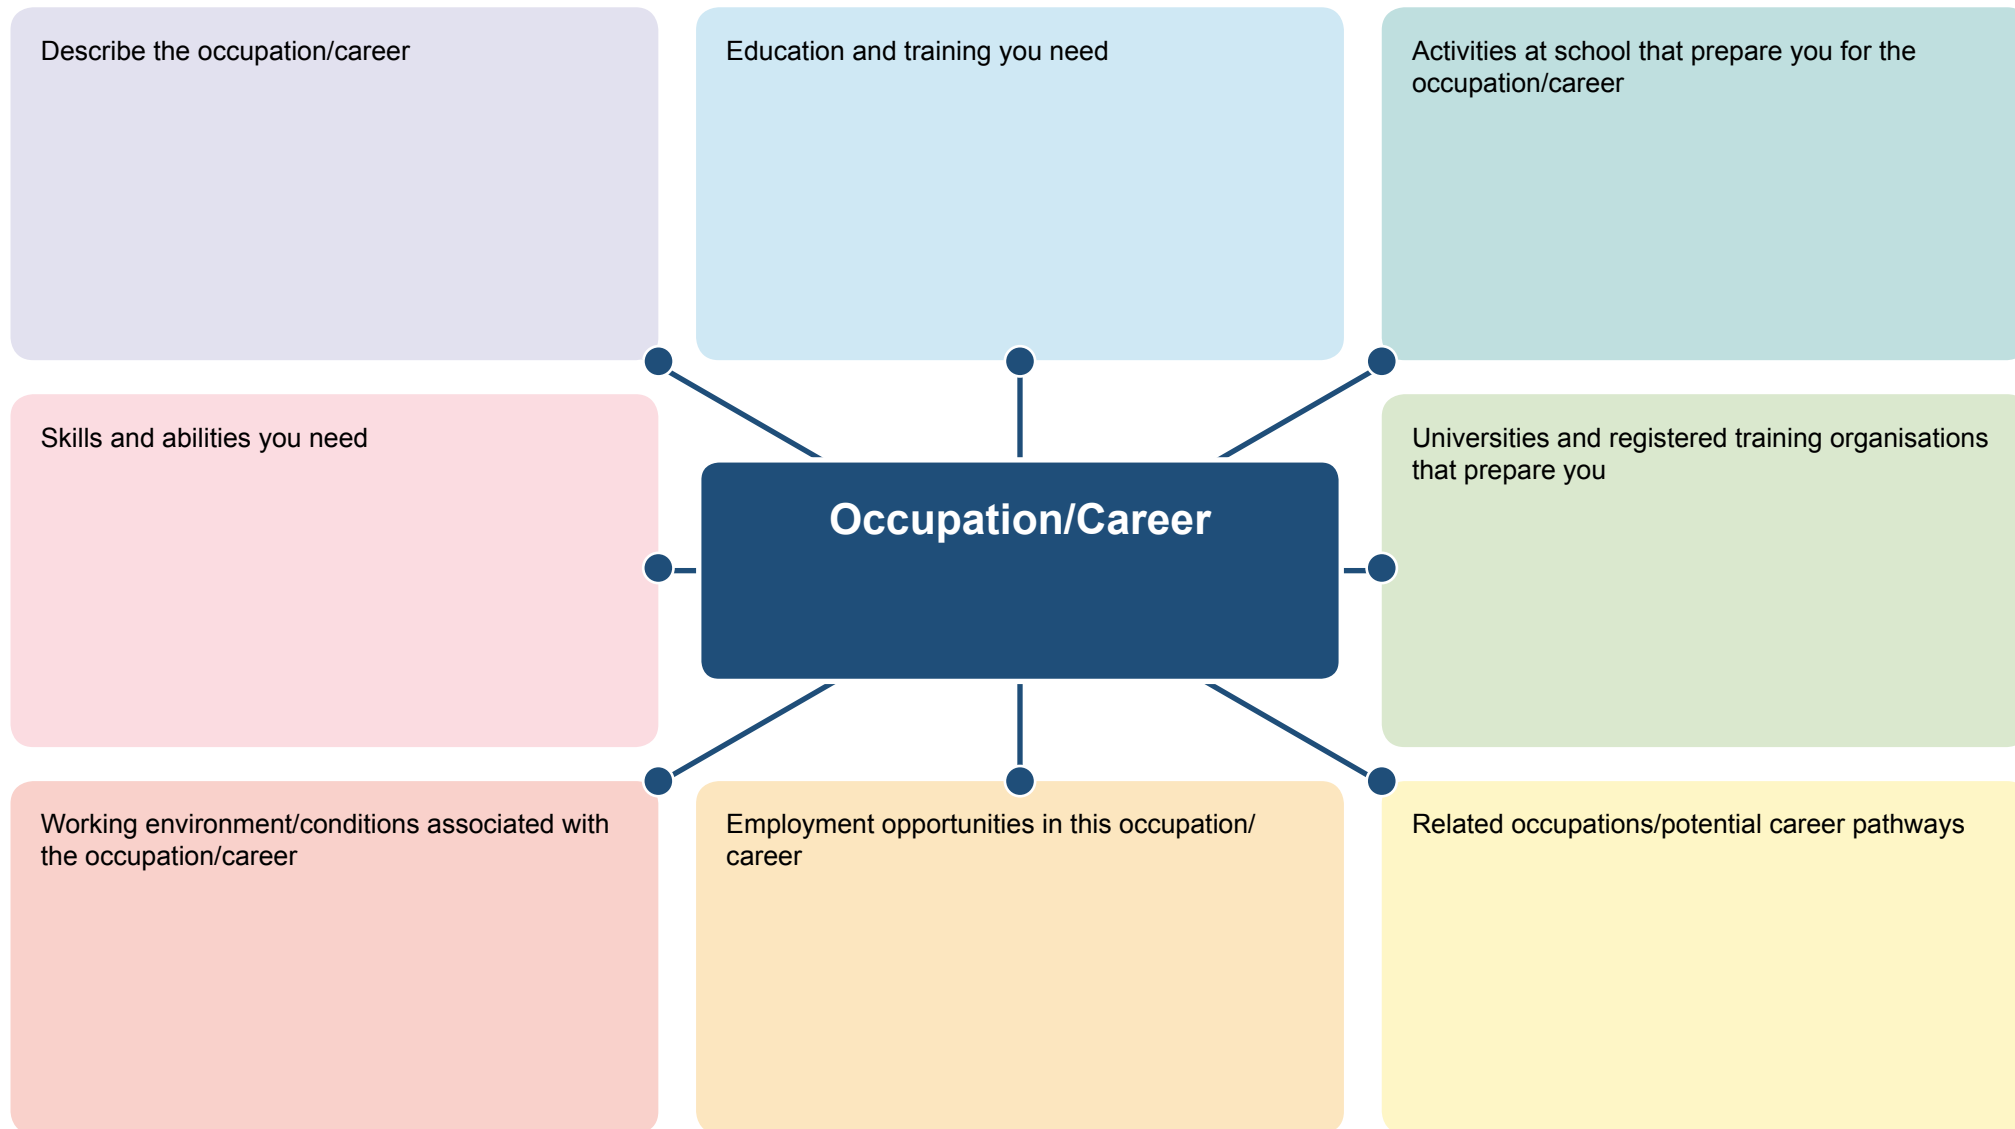 Describe the occupation/career
Education and training you need
Activities at school that prepare you for the
occupation/career
Skills and abilities you need
Occupation/Career
Universities and registered training organisations
that prepare you
Working environment/conditions associated with
the occupation/career
Employment opportunities in this occupation/
career
Related occupations/potential career pathways